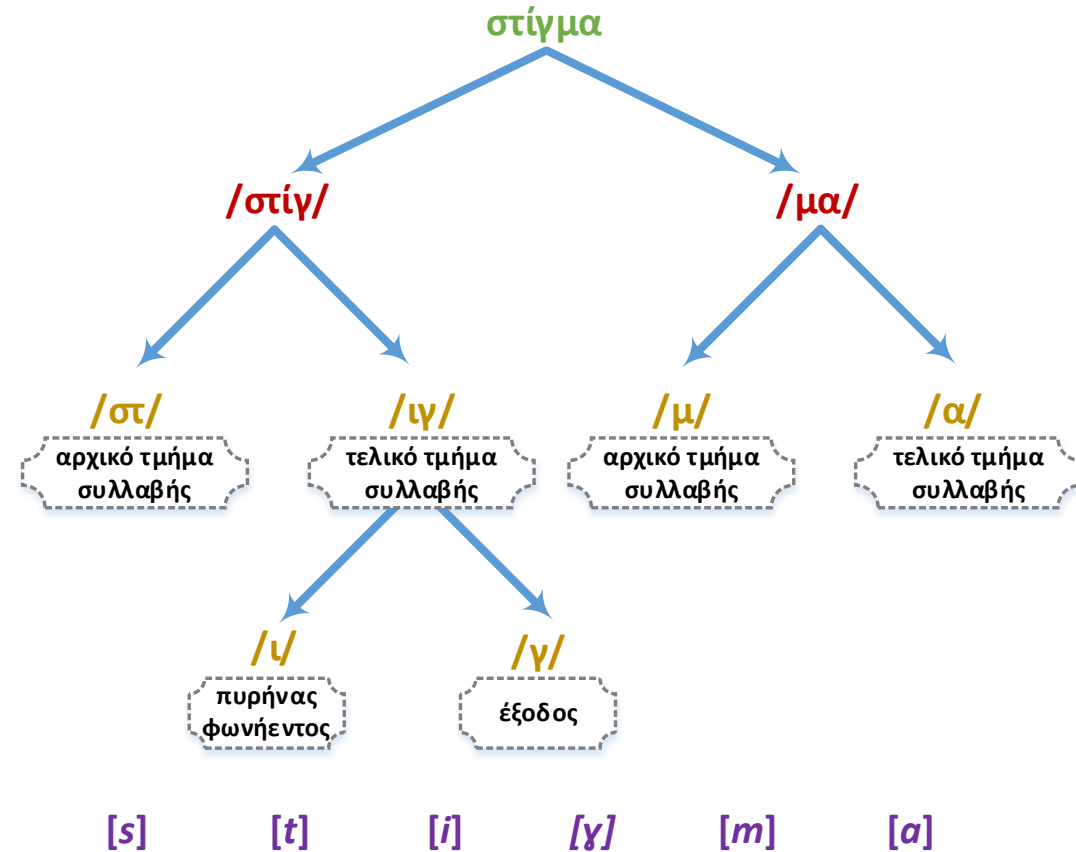 στίγμα
/στίγ/ /μα/
/στ/ /ιγ/ /μ/ /α/
αρχικό τμήμα τελικό τμήμα αρχικό τμήμα τελικό τμήμα
συλλαβής συλλαβής συλλαβής συλλαβής
/ι/ /γ/
πυρήνας
φωνήεντος
έξοδος
[s] [t] [i] [ɣ] [m] [a]